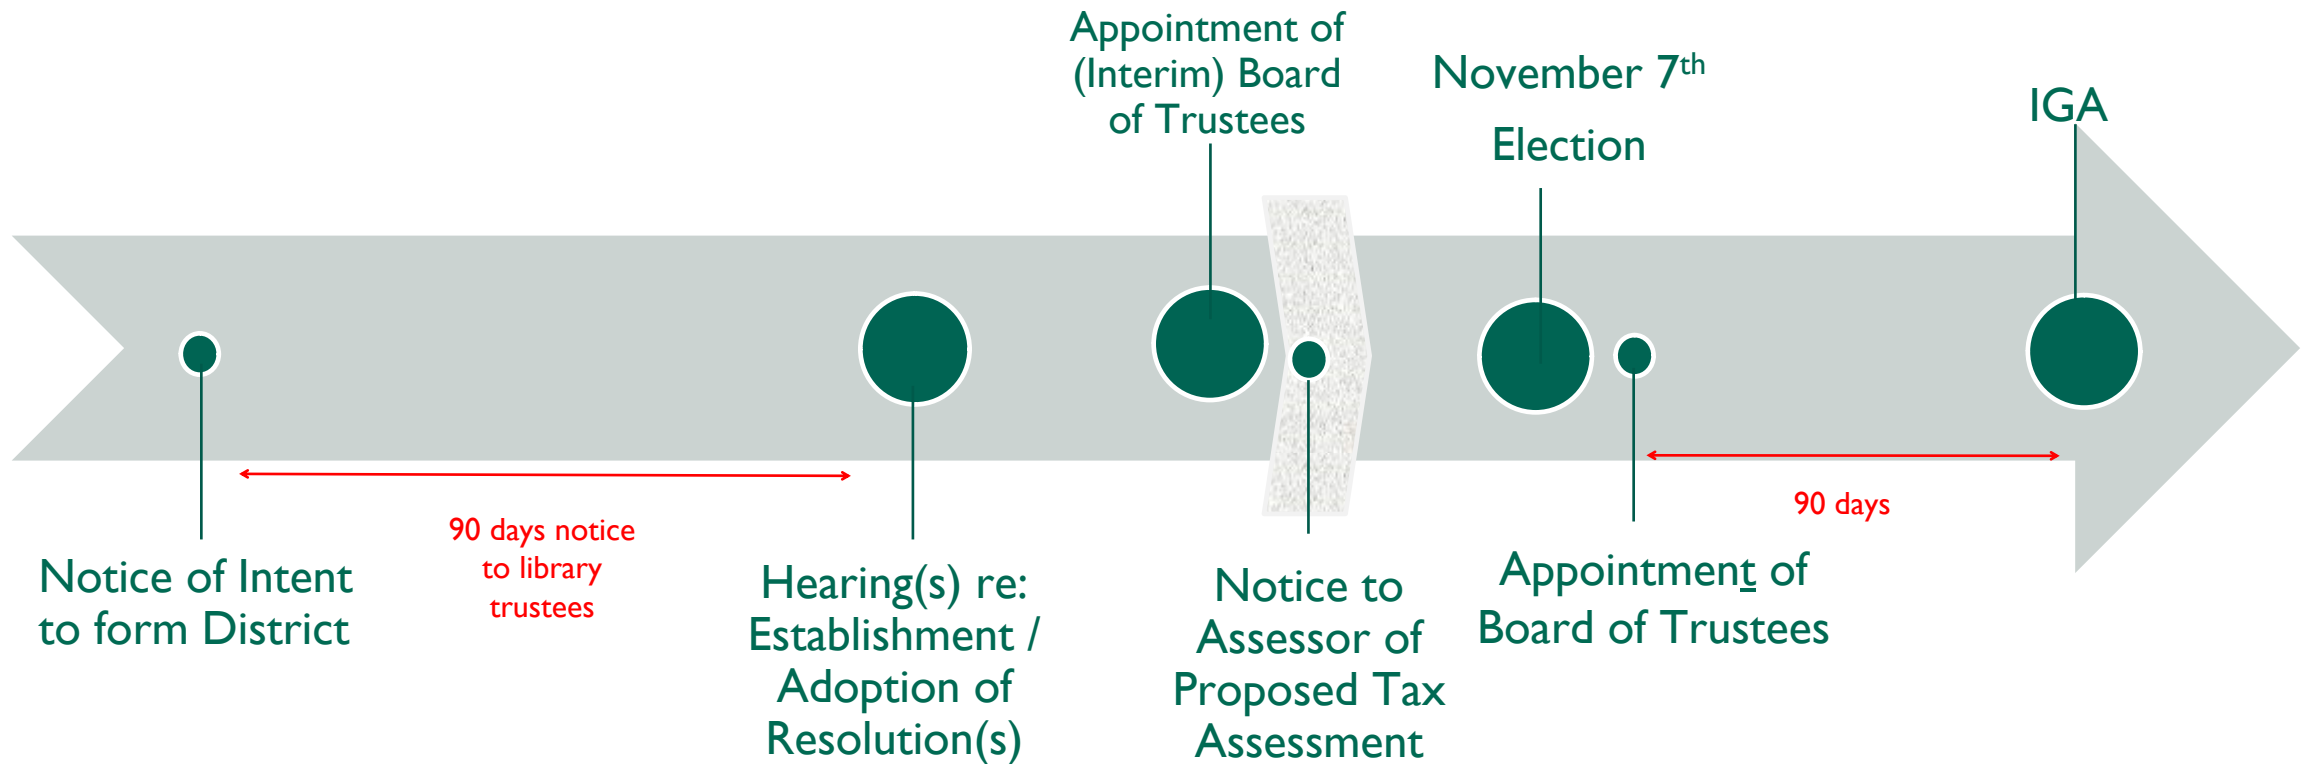 Appointment of
(Interim) Board
of Trustees
November 7th
Election
IGA
90 days notice
to library
trustees
90 days
Notice of Intent
to form District
Hearing(s) re:
Establishment /
Adoption of
Resolution(s)
Notice to
Assessor of
Proposed Tax
Assessment
Appointment of
Board of Trustees